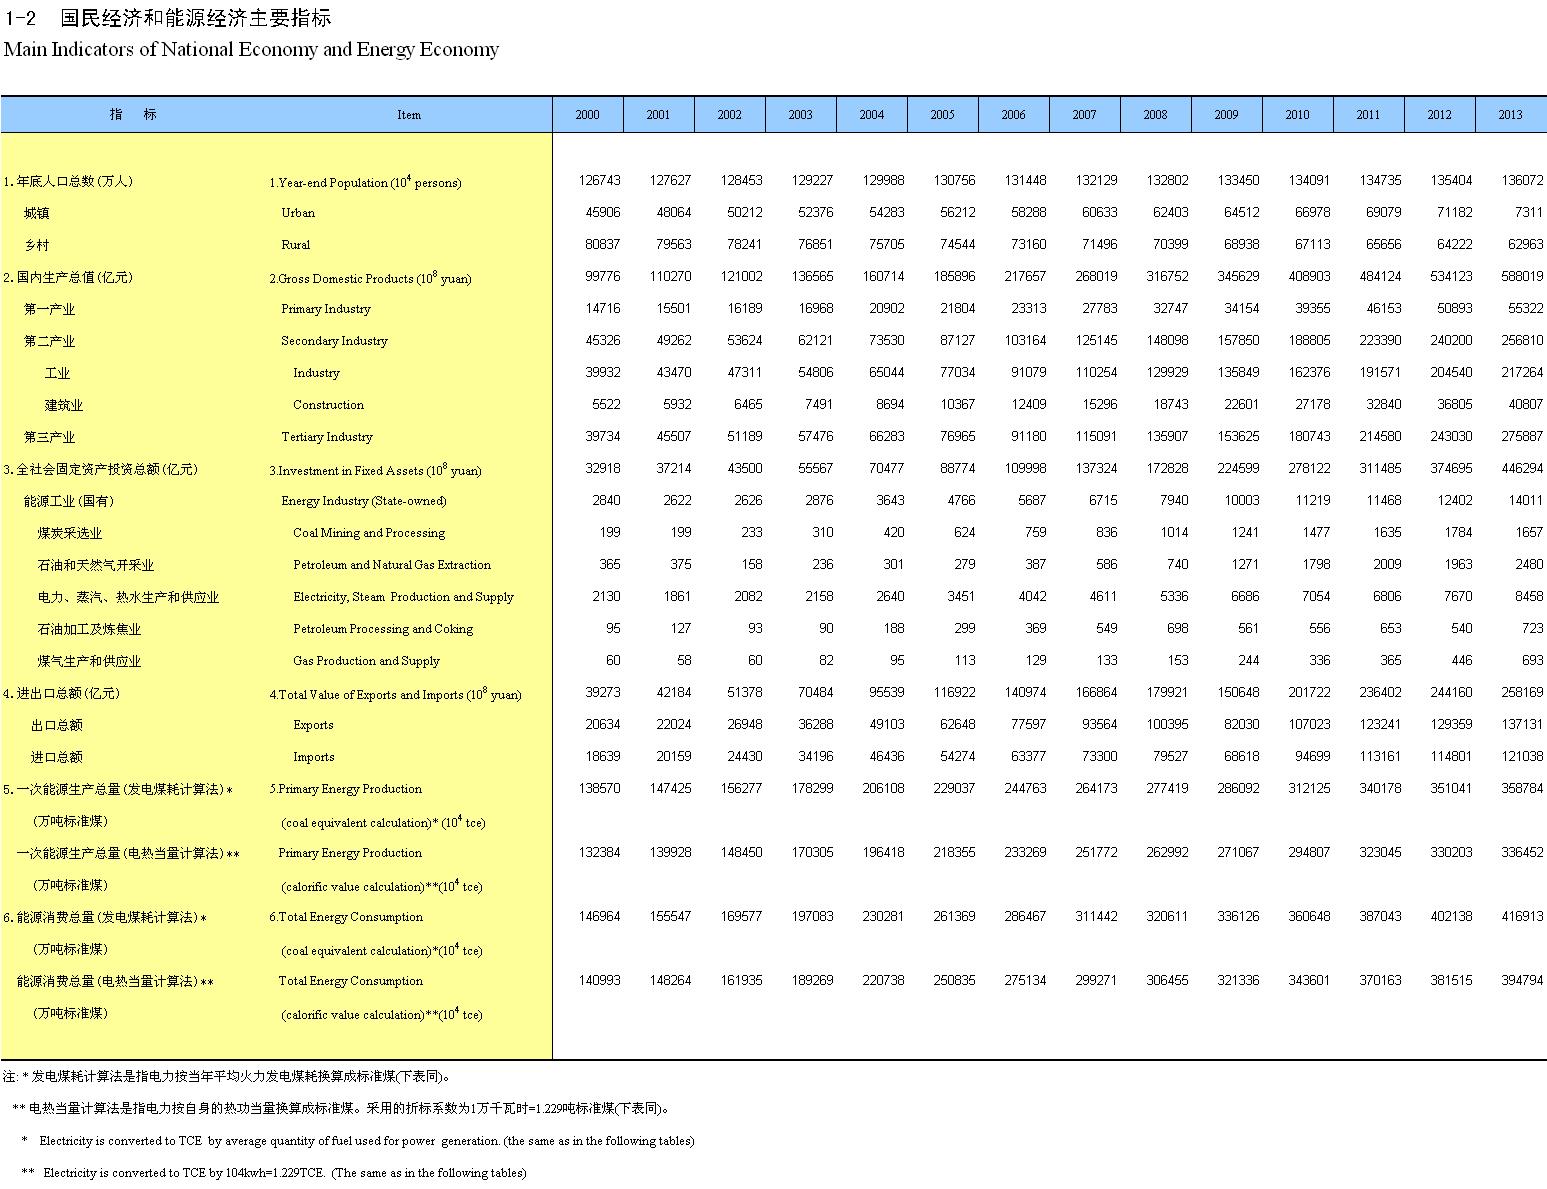 1-2 国民经济和能源经济主要指标
Main Indicators of National Economy and Energy Economy
指 标 Item 2000 2001 2002 2003 2004 2005 2006 2007 2008 2009 2010 2011 2012 2013
1.年底人口总数(万人) 1.Year-end Population (10⁴ persons) 126743 127627 128453 129227 129988 130756 131448 132129 132802 133450 134091 134735 135404 136072
城镇 Urban 45906 48064 50212 52376 54283 56212 58288 60633 62403 64512 66978 69079 71182 7311
乡村 Rural 80837 79563 78241 76851 75705 74544 73160 71496 70399 68938 67113 65656 64222 62963
2.国内生产总值(亿元) 2.Gross Domestic Products (10⁸ yuan) 99776 110270 121002 136565 160714 185896 217657 268019 316752 345629 408903 484124 534123 588019
第一产业 Primary Industry 14716 15501 16189 16968 20902 21804 23313 27783 32747 34154 39355 46153 50893 55322
第二产业 Secondary Industry 45326 49262 53624 62121 73530 87127 103164 125145 148098 157850 188805 223390 240200 256810
工业 Industry 39932 43470 47311 54806 65044 77034 91079 110254 129929 135849 162376 191571 204540 217264
建筑业 Construction 5522 5932 6465 7491 8694 10367 12409 15296 18743 22601 27178 32840 36805 40807
第三产业 Tertiary Industry 39734 45507 51189 57476 66283 76965 91180 115091 135907 153625 180743 214580 243030 275887
3.全社会固定资产投资总额(亿元) 3.Investment in Fixed Assets (10⁸ yuan) 32918 37214 43500 55567 70477 88774 109998 137324 172828 224599 278122 311485 374695 446294
能源工业(国有) Energy Industry (State-owned) 2840 2622 2626 2876 3643 4766 5687 6715 7940 10003 11219 11468 12402 14011
煤炭采选业 Coal Mining and Processing 199 199 233 310 420 624 759 836 1014 1241 1477 1635 1784 1657
石油和天然气开采业 Petroleum and Natural Gas Extraction 365 375 158 236 301 279 387 586 740 1271 1798 2009 1963 2480
电力、蒸汽、热水生产和供应业 Electricity, Steam Production and Supply 2130 1861 2082 2158 2640 3451 4042 4611 5336 6686 7054 6806 7670 8458
石油加工及炼焦业 Petroleum Processing and Coking 95 127 93 90 188 299 369 549 698 561 556 653 540 723
煤气生产和供应业 Gas Production and Supply 60 58 60 82 95 113 129 133 153 244 336 365 446 693
4.进出口总额(亿元) 4.Total Value of Exports and Imports (10⁸ yuan) 39273 42184 51378 70484 95539 116922 140974 166864 179921 150648 201722 236402 244160 258169
出口总额 Exports 20634 22024 26948 36288 49103 62648 77597 93564 100395 82030 107023 123241 129359 137131
进口总额 Imports 18639 20159 24430 34196 46436 54274 63377 73300 79527 68618 94699 113161 114801 121038
5.一次能源生产总量(发电煤耗计算法)* 5.Primary Energy Production 138570 147425 156277 178299 206108 229037 244763 264173 277419 286092 312125 340178 351041 358784
(万吨标准煤) (coal equivalent calculation)* (10⁴ tce)
一次能源生产总量(电热当量计算法)** Primary Energy Production 132384 139928 148450 170305 196418 218355 233269 251772 262992 271067 294807 323045 330203 336452
(万吨标准煤) (calorific value calculation)**(10⁴ tce)
6.能源消费总量(发电煤耗计算法)* 6.Total Energy Consumption 146964 155547 169577 197083 230281 261369 286467 311442 320611 336126 360648 387043 402138 416913
(万吨标准煤) (coal equivalent calculation)*(10⁴ tce)
能源消费总量(电热当量计算法)** Total Energy Consumption 140993 148264 161935 189269 220738 250835 275134 299271 306455 321336 343601 370163 381515 394794
(万吨标准煤) (calorific value calculation)**(10⁴ tce)
注: * 发电煤耗计算法是指电力按当年平均火力发电煤耗换算成标准煤(下表同)。
** 电热当量计算法是指电力按自身的热功当量换算成标准煤。采用的折标系数为1万千瓦时=1.229吨标准煤(下表同)。
* Electricity is converted to TCE by average quantity of fuel used for power generation. (the same as in the following tables)
** Electricity is converted to TCE by 104kwh=1.229TCE. (The same as in the following tables)